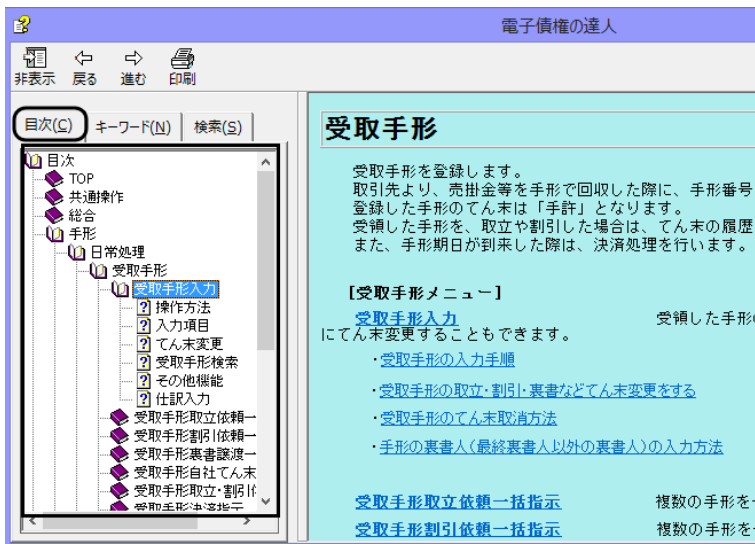 電子債権の達人
非表示 戻る 進む 印刷
目次(C) キーワード(N) 検索(S)
目次
TOP
共通操作
総合
手形
日常処理
受取手形
受取手形入力
操作方法
入力項目
てん末変更
受取手形検索
その他機能
仕訳入力
受取手形取立依頼一
受取手形割引依頼一
受取手形裏書譲渡一
受取手形自社てん末
受取手形取立・割引
受取手形決済指示
受取手形
受取手形を登録します。
取引先より、売掛金等を手形で回収した際に、手形番号
登録した手形のてん末は「手許」となります。
受領した手形を、取立や割引した場合は、てん末の履歴
また、手形期日が到来した際は、決済処理を行います。
[受取手形メニュー]
受取手形入力 受領した手形の
にてん末変更することもできます。
・受取手形の入力手順
・受取手形の取立・割引・裏書などてん末変更をする
・受取手形のてん末取消方法
・手形の裏書人(最終裏書人以外の裏書人)の入力方法
受取手形取立依頼一括指示 複数の手形を一
受取手形割引依頼一括指示 複数の手形を一